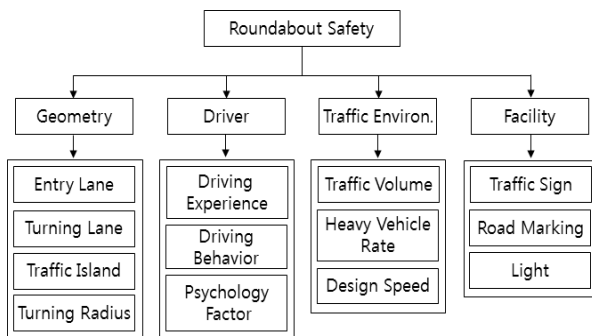 Roundabout Safety
Geometry
Driver
Traffic Environ.
Facility
Entry Lane
Turning Lane
Traffic Island
Turning Radius
Driving
Experience
Driving
Behavior
Psychology
Factor
Traffic Volume
Heavy Vehicle
Rate
Design Speed
Traffic Sign
Road Marking
Light